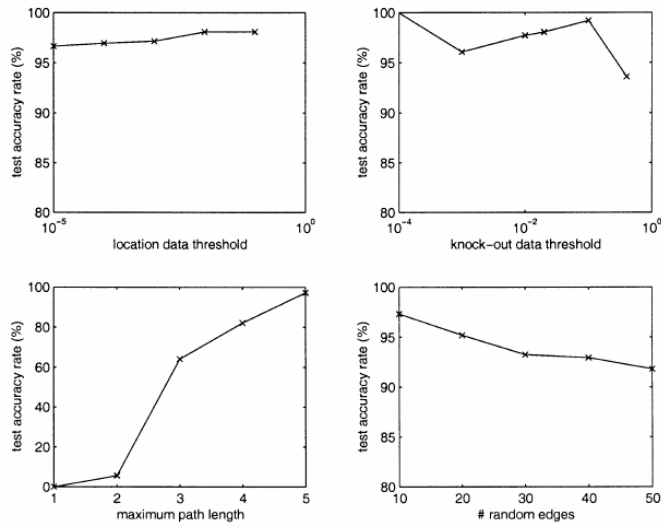 100
95
90
85
80
test accuracy rate (%)
10^-5
10^0
location data threshold
100
95
90
85
80
test accuracy rate (%)
10^-4
10^-2
10^0
knock-out data threshold
100
80
60
40
20
0
test accuracy rate (%)
1 2 3 4 5
maximum path length
100
95
90
85
80
test accuracy rate (%)
10 20 30 40 50
# random edges